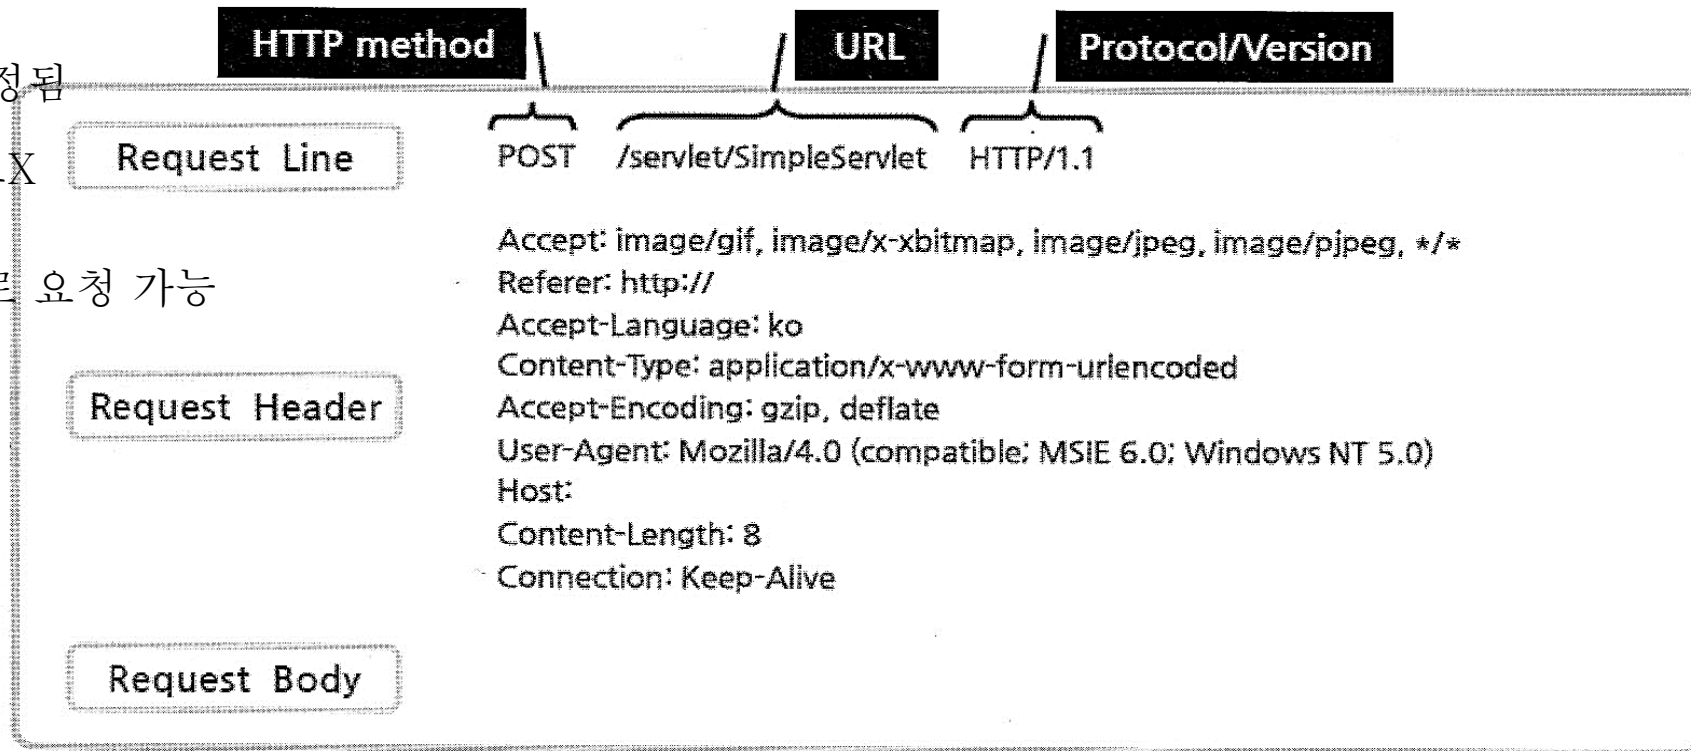 HTTP method URL Protocol/Version
정됨
Request Line POST /servlet/SimpleServlet HTTP/1.1
X
Accept: image/gif, image/x-xbitmap, image/jpeg, image/pjpeg, */*
Referer: http://
요청 가능
Accept-Language: ko
Content-Type: application/x-www-form-urlencoded
Request Header
Accept-Encoding: gzip, deflate
User-Agent: Mozilla/4.0 (compatible; MSIE 6.0; Windows NT 5.0)
Host:
Content-Length: 8
Connection: Keep-Alive
Request Body